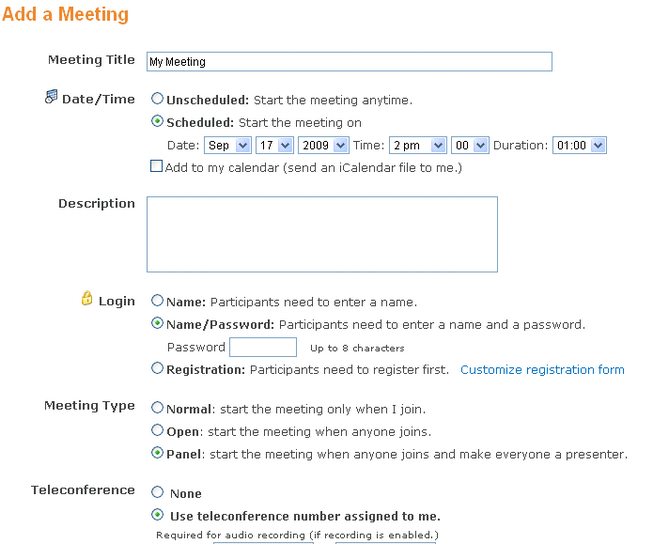 Add a Meeting
Meeting Title My Meeting
Date/Time Unscheduled: Start the meeting anytime.
Scheduled: Start the meeting on
Date: Sep 17 2009 Time: 2 pm 00 Duration: 01:00
Add to my calendar (send an iCalendar file to me.)
Description
Login Name: Participants need to enter a name.
Name/Password: Participants need to enter a name and a password.
Password Up to 8 characters
Registration: Participants need to register first. Customize registration form
Meeting Type Normal: start the meeting only when I join.
Open: start the meeting when anyone joins.
Panel: start the meeting when anyone joins and make everyone a presenter.
Teleconference None
Use teleconference number assigned to me.
Required for audio recording (if recording is enabled.)